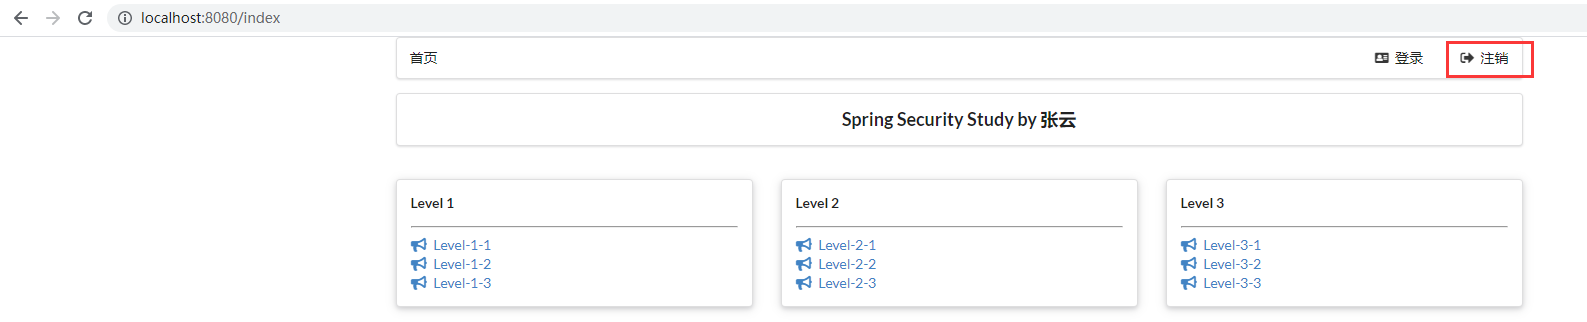 localhost:8080/index
首页 登录 注销
Spring Security Study by 张云
Level 1 Level 2 Level 3
Level-1-1 Level-2-1 Level-3-1
Level-1-2 Level-2-2 Level-3-2
Level-1-3 Level-2-3 Level-3-3